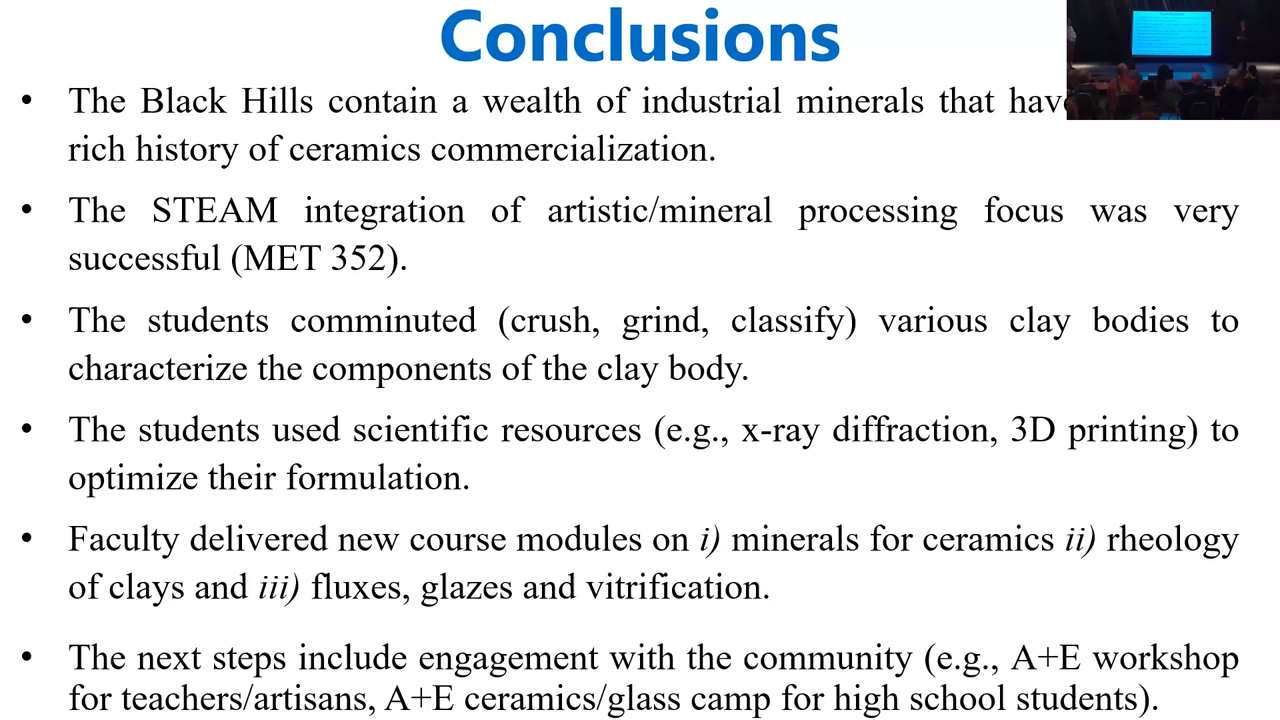 Conclusions
• The Black Hills contain a wealth of industrial minerals that have
rich history of ceramics commercialization.
• The STEAM integration of artistic/mineral processing focus was very
successful (MET 352).
• The students comminuted (crush, grind, classify) various clay bodies to
characterize the components of the clay body.
• The students used scientific resources (e.g., x-ray diffraction, 3D printing) to
optimize their formulation.
• Faculty delivered new course modules on i) minerals for ceramics ii) rheology
of clays and iii) fluxes, glazes and vitrification.
• The next steps include engagement with the community (e.g., A+E workshop
for teachers/artisans, A+E ceramics/glass camp for high school students).